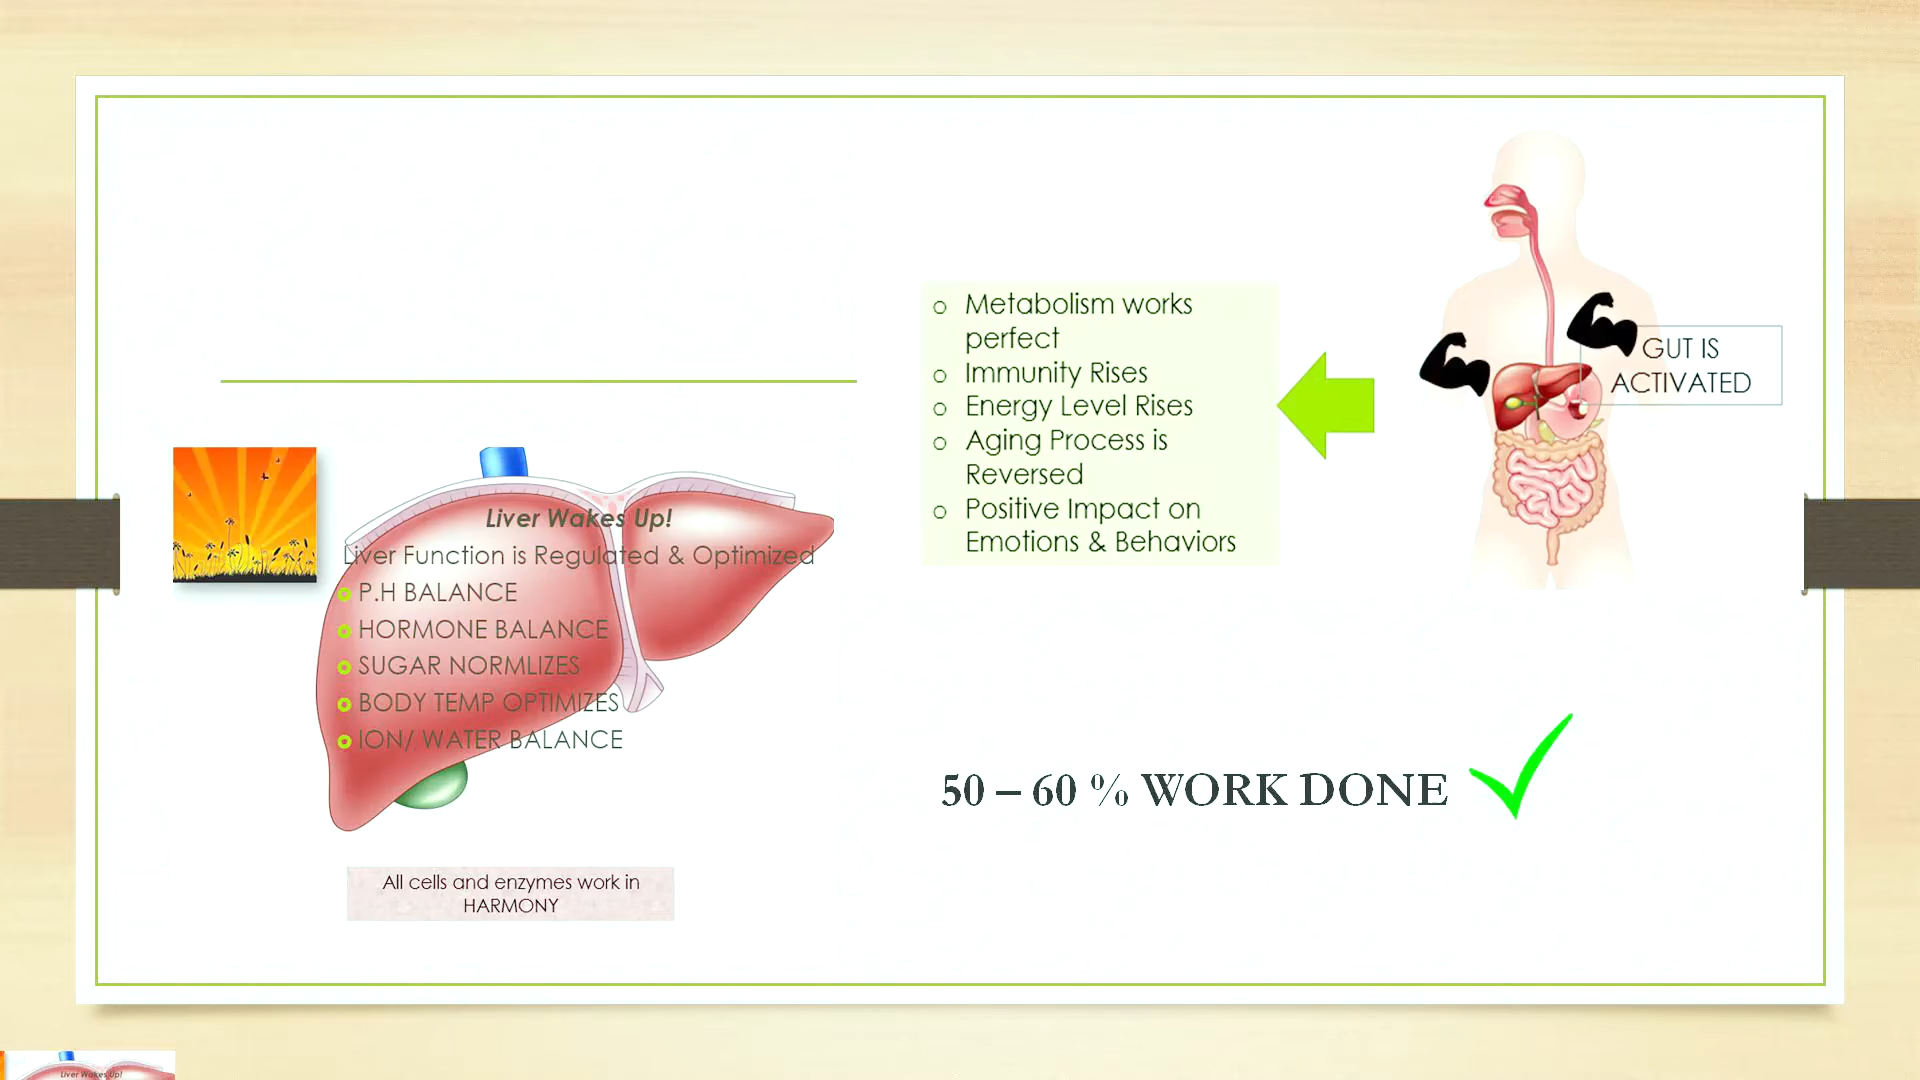 Liver Wakes Up!
Liver Function is Regulated & Optimized
P.H BALANCE
HORMONE BALANCE
SUGAR NORMLIZES
BODY TEMP OPTIMIZES
ION/ WATER BALANCE
All cells and enzymes work in
HARMONY
Metabolism works
perfect
Immunity Rises
Energy Level Rises
Aging Process is
Reversed
Positive Impact on
Emotions & Behaviors
GUT IS
ACTIVATED
50 – 60 % WORK DONE
Liver Wakes Up!